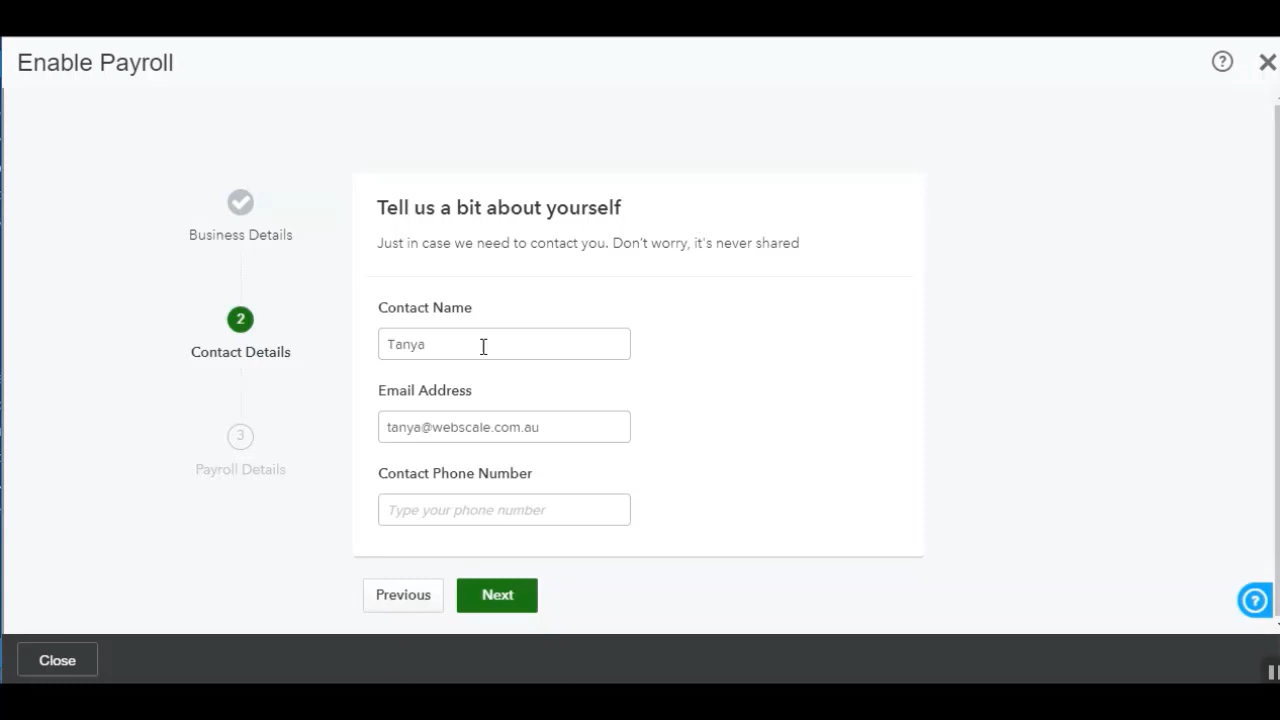 Enable Payroll
?
Business Details
2
Contact Details
3
Payroll Details
Tell us a bit about yourself
Just in case we need to contact you. Don't worry, it's never shared
Contact Name
Tanya
Email Address
tanya@webscale.com.au
Contact Phone Number
Type your phone number
Previous
Next
?
Close